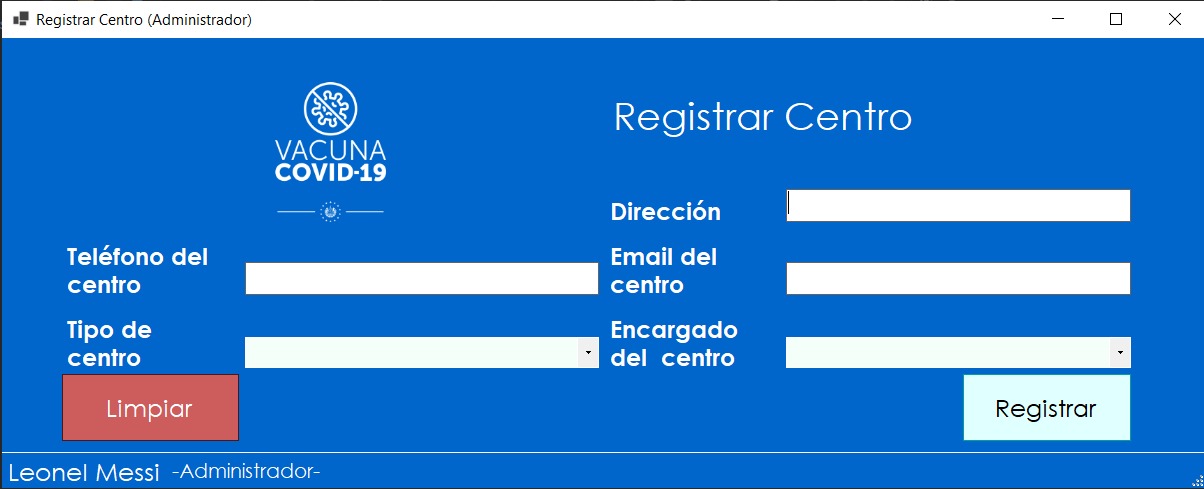 Registrar Centro (Administrador)
VACUNA
COVID-19
Registrar Centro
Dirección
Teléfono del
centro
Email del
centro
Tipo de
centro
Encargado
del centro
Limpiar
Registrar
Leonel Messi -Administrador-